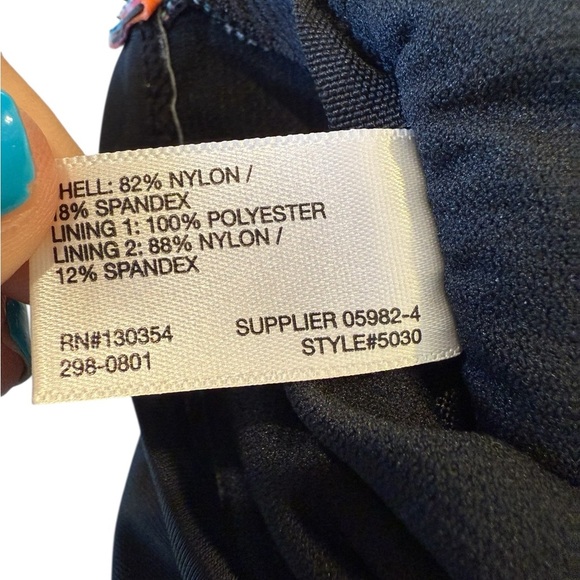 HELL: 82% NYLON /
8% SPANDEX
LINING 1: 100% POLYESTER
LINING 2: 88% NYLON /
12% SPANDEX
RN#130354 SUPPLIER 05982-4
298-0801 STYLE#5030